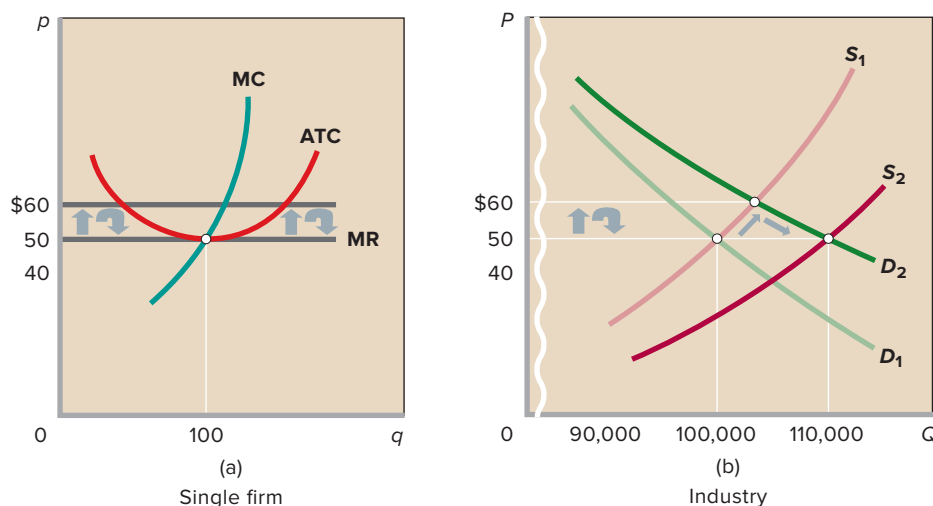 p
MC
ATC
$60
50
MR
40
0
100
q
(a)
Single firm
P
S1
S2
$60
50
40
D2
D1
0
90,000
100,000
110,000
Q
(b)
Industry